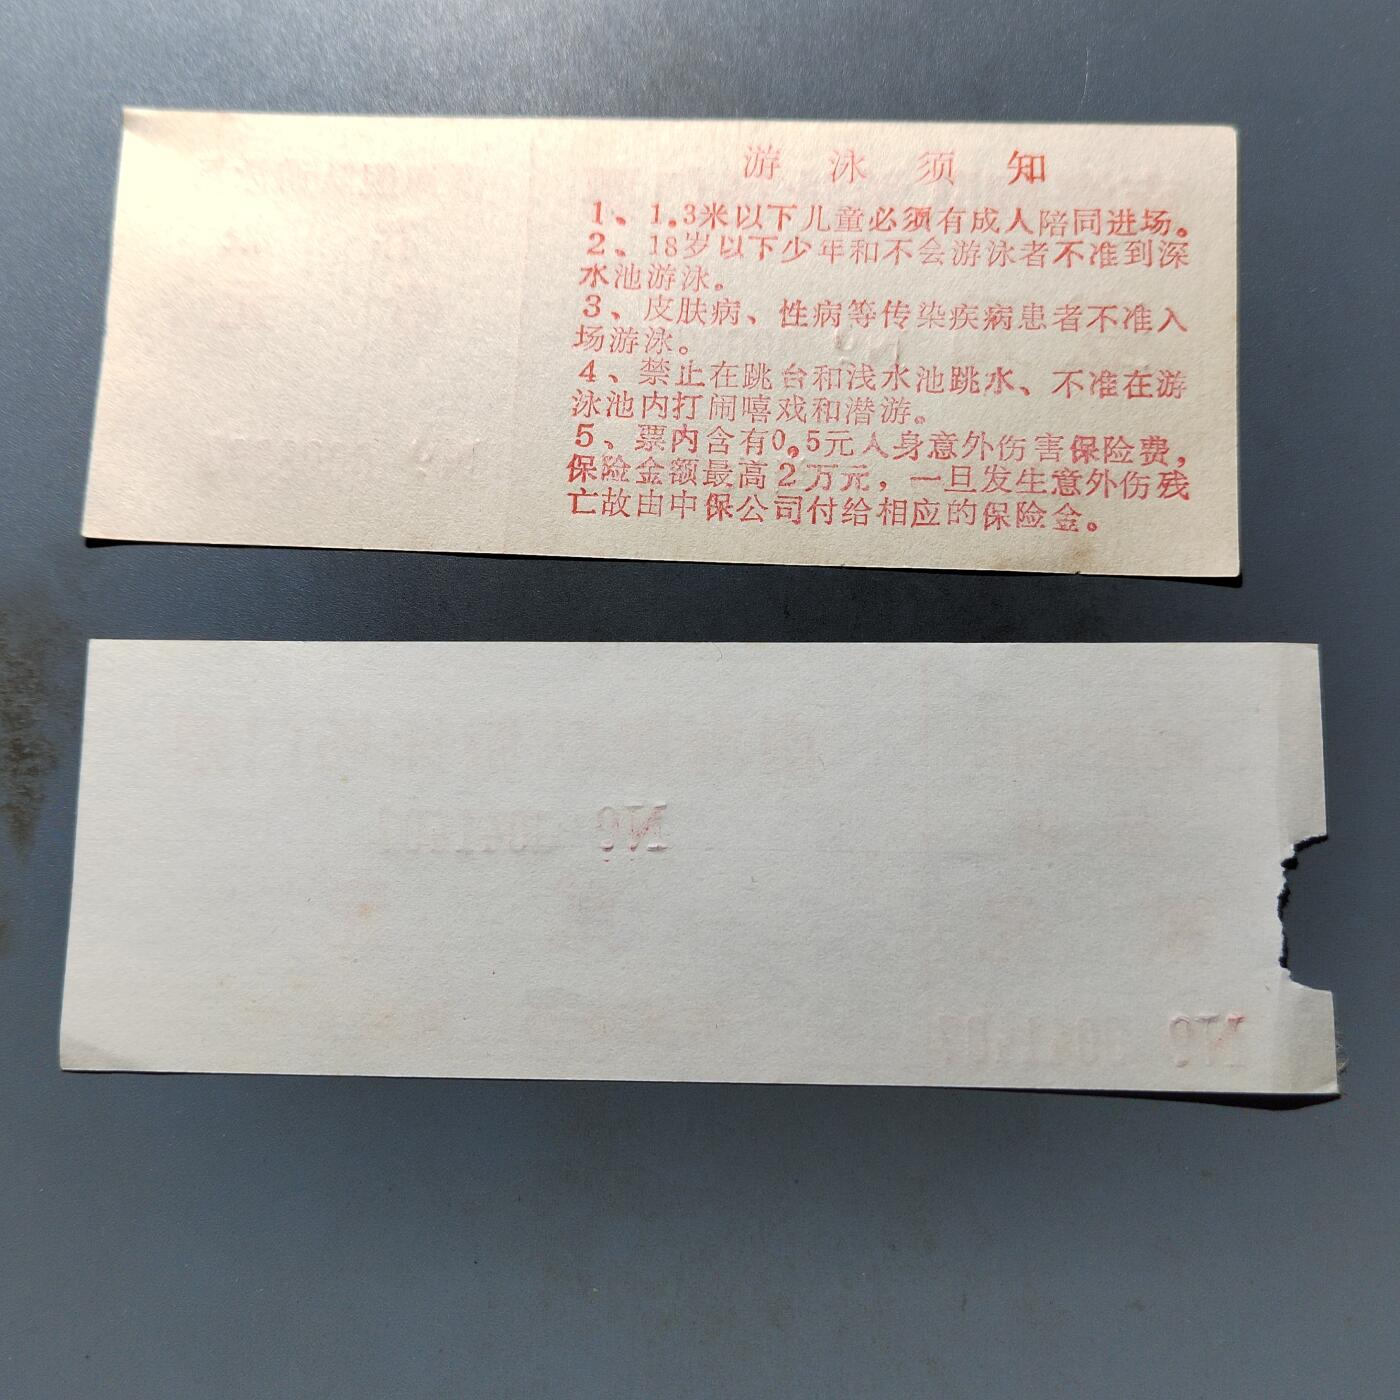 游泳须知
1、1.3米以下儿童必须有成人陪同进场。
2、18岁以下少年和不会游泳者不准到深
水池游泳。
3、皮肤病、性病等传染疾病患者不准入
场游泳。
4、禁止在跳台和浅水池跳水、不准在游
泳池内打闹嘻戏和潜游。
5、票内含有0.5元人身意外伤害保险费，
保险金额最高2万元，一旦发生意外伤残
亡故由中保公司付给相应的保险金。
№
№